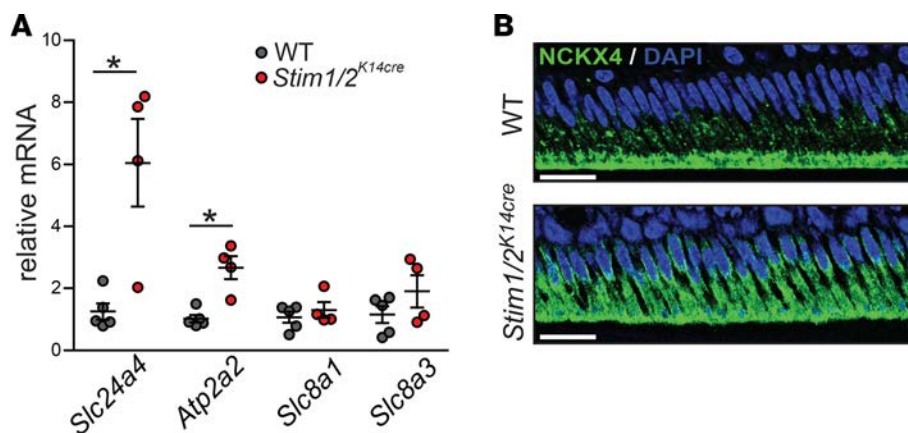 A
relative mRNA
10
8
6
4
2
0
*
*
WT
Stim1/2K14cre
Slc24a4
Atp2a2
Slc8a1
Slc8a3
B
NCKX4 / DAPI
WT
Stim1/2K14cre